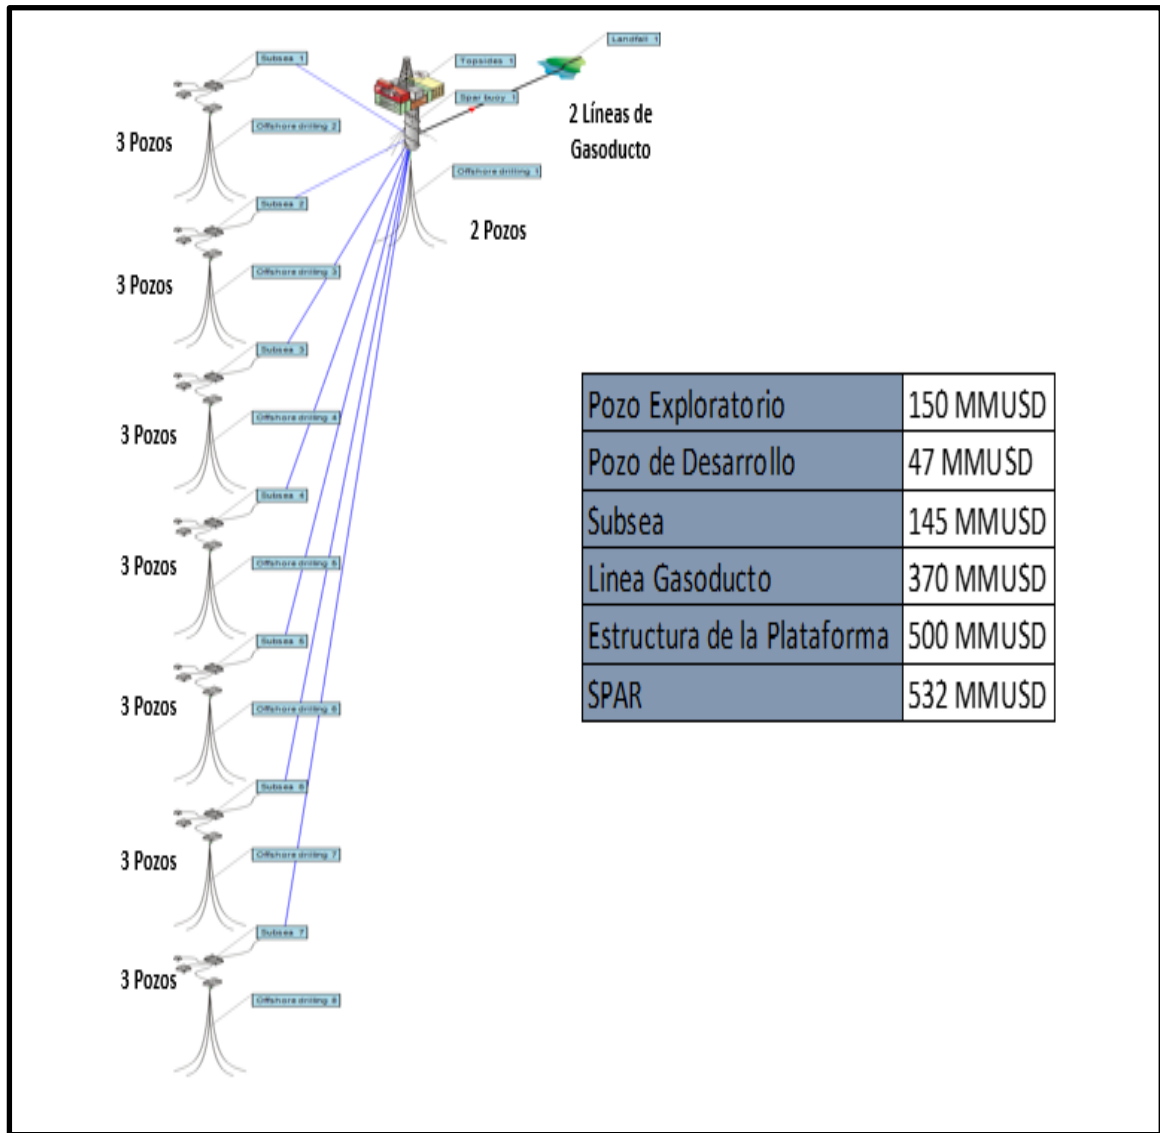 Landfall 1
Subsea 1
Topsides 1
Spar buoy 1
2 Líneas de
Gasoducto
3 Pozos
Offshore drilling 2
Offshore drilling 1
Subsea 2
2 Pozos
3 Pozos
Offshore drilling 3
Subsea 3
3 Pozos
Offshore drilling 4
Subsea 4
3 Pozos
Offshore drilling 5
Subsea 5
3 Pozos
Offshore drilling 6
Subsea 6
3 Pozos
Offshore drilling 7
Subsea 7
3 Pozos
Offshore drilling 8
Pozo Exploratorio 150 MMUSD
Pozo de Desarrollo 47 MMUSD
Subsea 145 MMUSD
Linea Gasoducto 370 MMUSD
Estructura de la Plataforma 500 MMUSD
SPAR 532 MMUSD